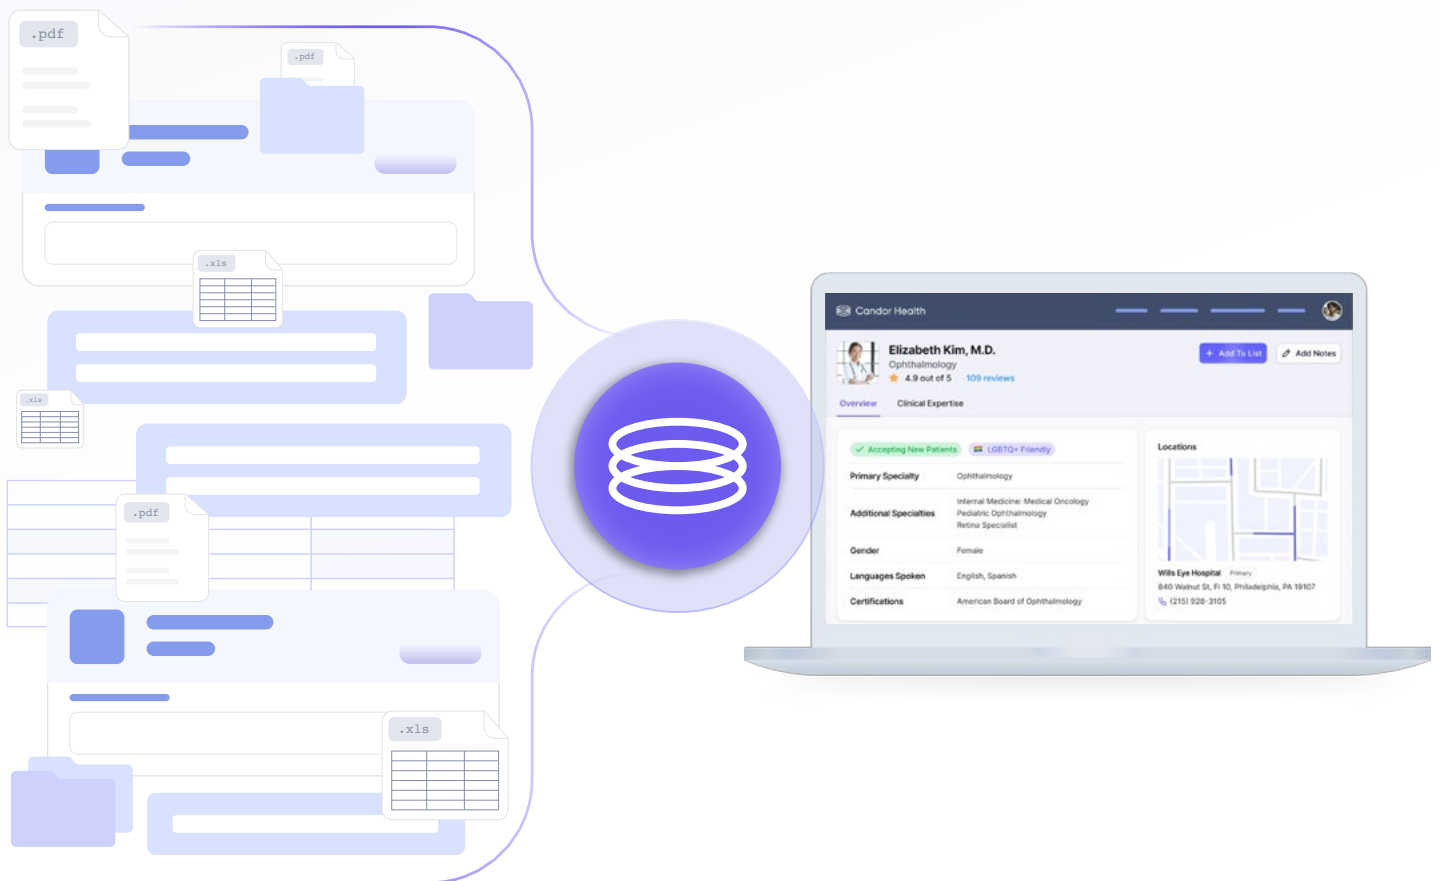 .pdf
.pdf
.xls
.xls
.pdf
.xls
Candor Health
Elizabeth Kim, M.D.
Ophthalmology
4.9 out of 5 109 reviews
+ Add To List
Add Notes
Overview Clinical Expertise
Accepting New Patients LGBTQ+ Friendly
Primary Specialty Ophthalmology
Additional Specialties Internal Medicine: Medical Oncology
Pediatric Ophthalmology
Retina Specialist
Gender Female
Languages Spoken English, Spanish
Certifications American Board of Ophthalmology
Locations
Wills Eye Hospital Primary
840 Walnut St, Fl 10, Philadelphia, PA 19107
(215) 928-3105